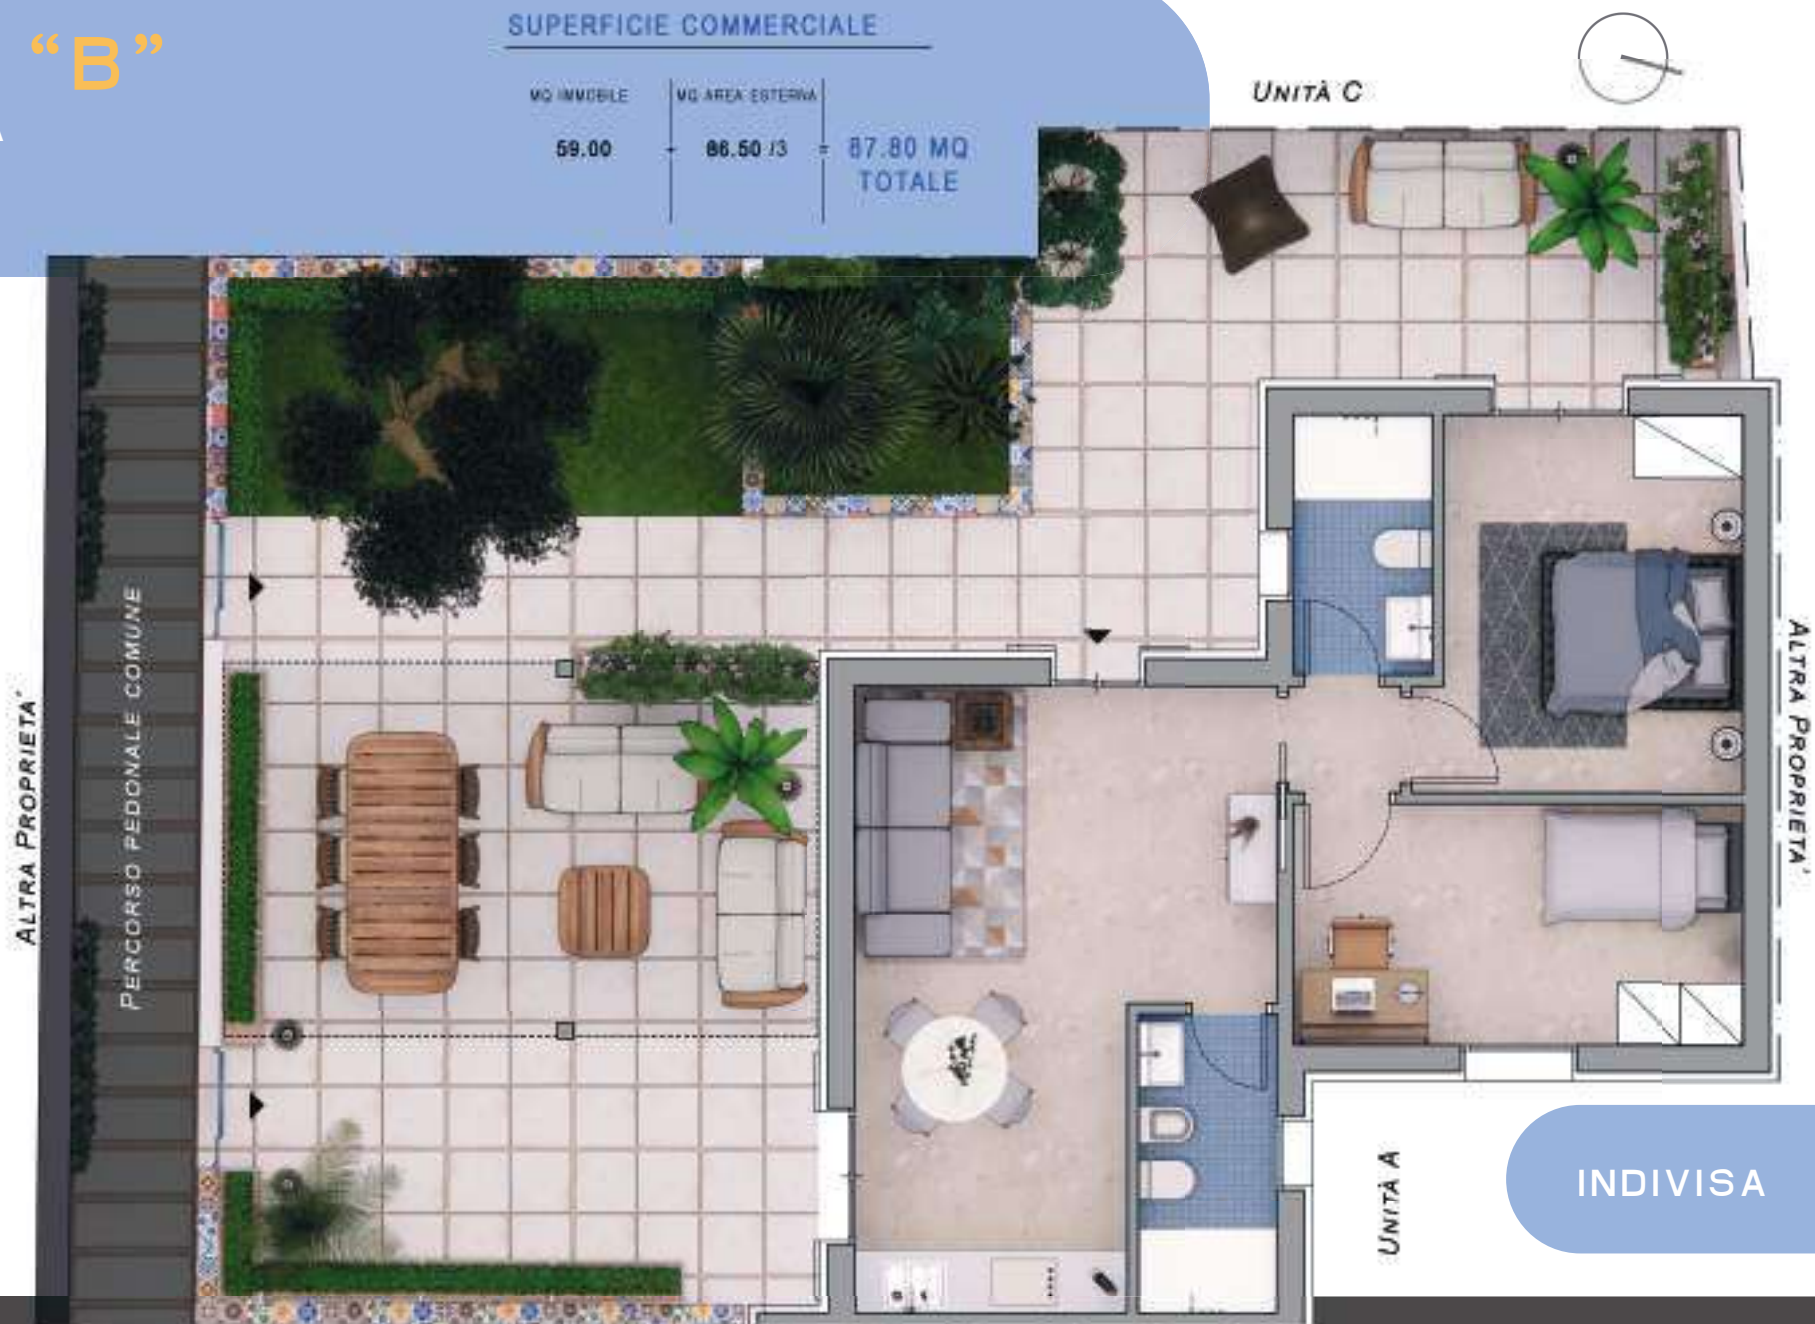 “B”
SUPERFICIE COMMERCIALE
MQ IMMOBILE
MQ AREA ESTERNA
59.00
86.50 /3
=
87.80 MQ
TOTALE
UNITÀ C
ALTRA PROPRIETA'
PERCORSO PEDONALE COMUNE
ALTRA PROPRIETA'
UNITÀ A
INDIVISA